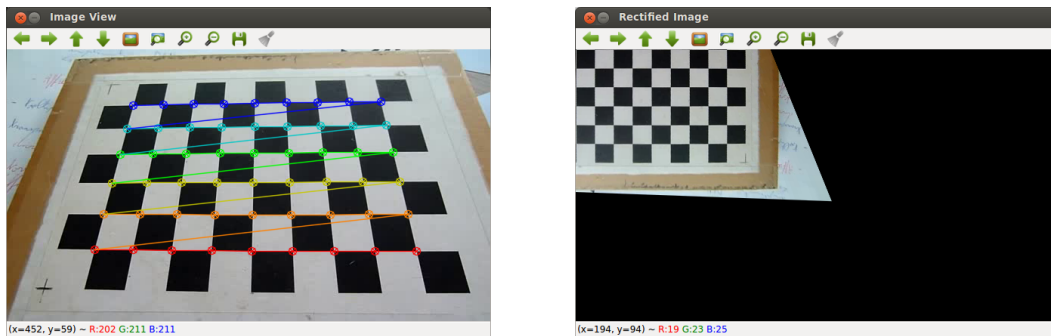 Image View
(x=452, y=59) ~ R:202 G:211 B:211
Rectified Image
(x=194, y=94) ~ R:19 G:23 B:25